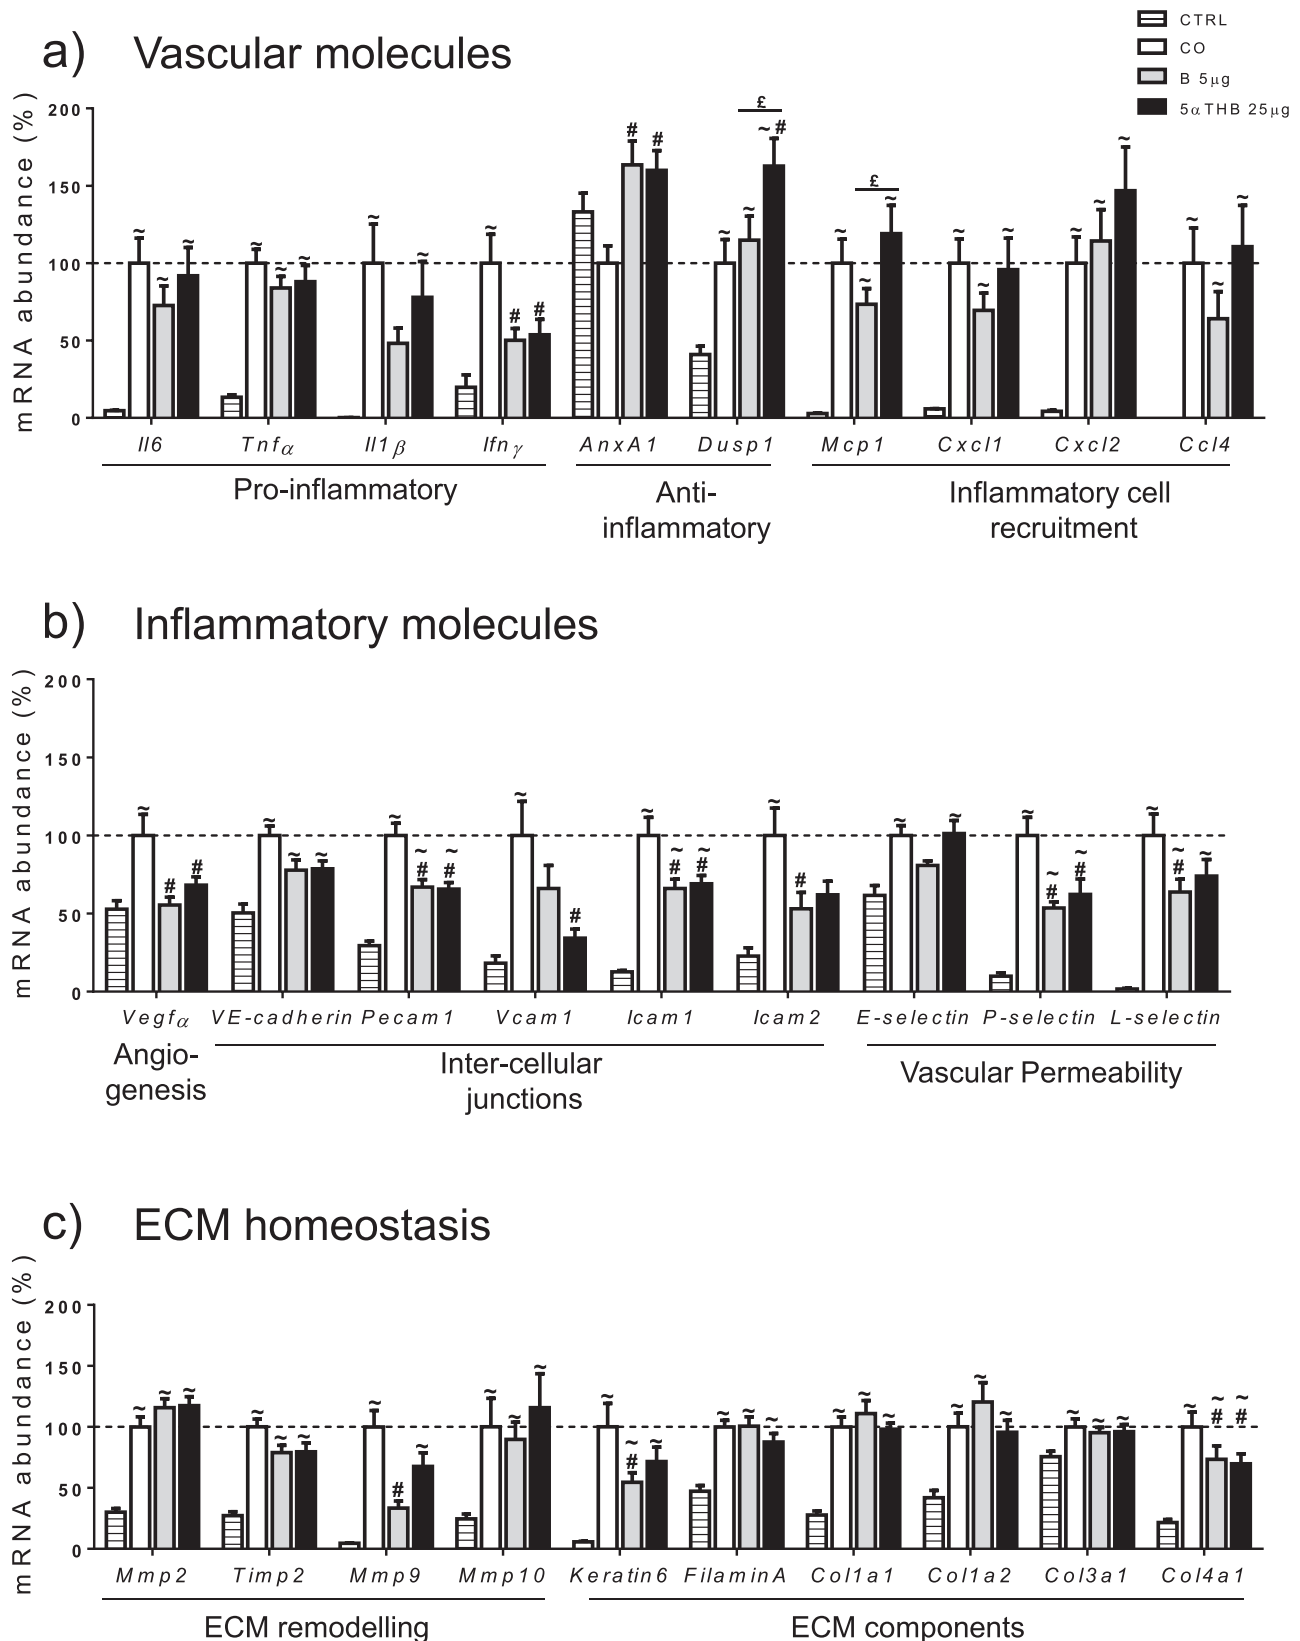 a) Vascular molecules
CTRL
CO
B 5μg
5αTHB 25μg
mRNA abundance (%)
200
150
100
50
0
~ ~ ~ ~ ~ ~ ~ ~ # # # # ~ ~ ~ # £ ~ ~ £ ~ ~ ~ ~ ~ ~ ~ ~ ~ ~
Il6 Tnfα Il1β Ifnγ AnxA1 Dusp1 Mcp1 Cxcl1 Cxcl2 Ccl4
Pro-inflammatory
Anti-
inflammatory
Inflammatory cell
recruitment
b) Inflammatory molecules
mRNA abundance (%)
200
150
100
50
0
~ # # ~ ~ ~ ~ ~ # ~ # ~ # ~ ~ # ~ # ~ # ~ ~ ~ ~ # ~ # ~ ~ # ~
Vegfα VE-cadherin Pecam1 Vcam1 Icam1 Icam2 E-selectin P-selectin L-selectin
Angio-
genesis
Inter-cellular
junctions
Vascular Permeability
c) ECM homeostasis
mRNA abundance (%)
200
150
100
50
0
~ ~ ~ ~ ~ ~ ~ # ~ ~ ~ ~ ~ ~ # ~ ~ ~ ~ ~ ~ ~ ~ ~ ~ ~ ~ ~ ~ ~ # ~ #
Mmp2 Timp2 Mmp9 Mmp10 Keratin6 FilaminA Col1a1 Col1a2 Col3a1 Col4a1
ECM remodelling
ECM components